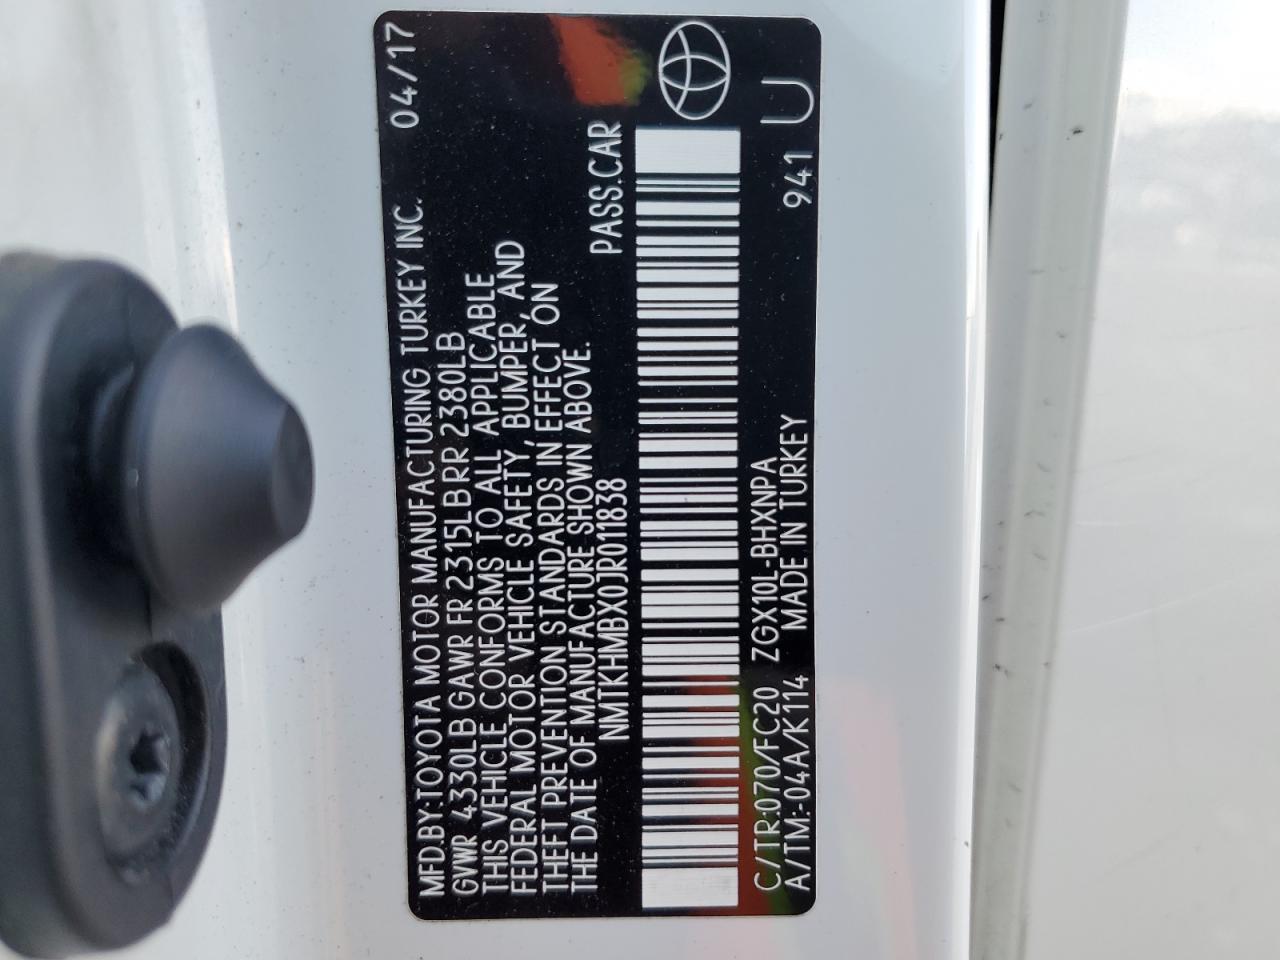 MFD.BY:TOYOTA MOTOR MANUFACTURING TURKEY INC. 04/17
GVWR 4330LB GAWR FR 2315LB RR 2380LB
THIS VEHICLE CONFORMS TO ALL APPLICABLE
FEDERAL MOTOR VEHICLE SAFETY, BUMPER, AND
THEFT PREVENTION STANDARDS IN EFFECT ON
THE DATE OF MANUFACTURE SHOWN ABOVE.
NMTKHMBX0JR011838 PASS.CAR
C/TR:070/FC20 ZGX10L-BHXNPA
A/TM:-04A/K114 MADE IN TURKEY 941 U